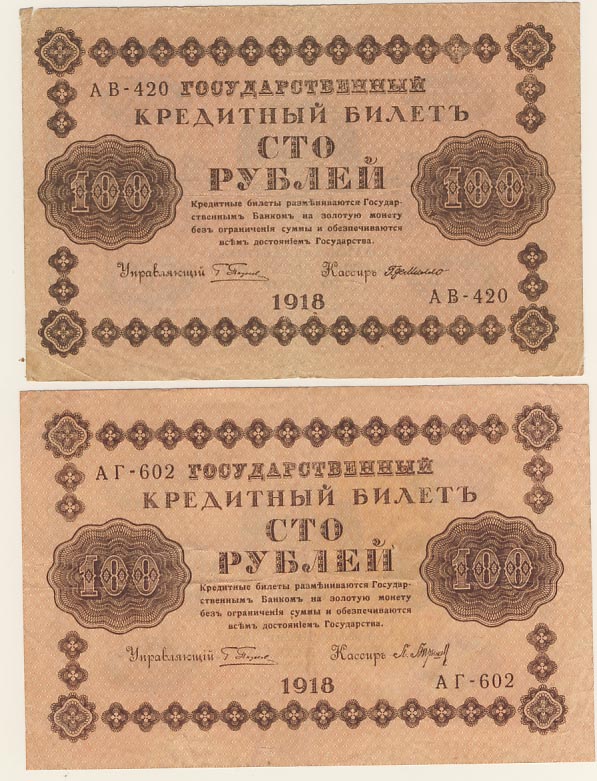 АВ-420 ГОСУДАРСТВЕННЫЙ
КРЕДИТНЫЙ БИЛЕТЪ
СТО
РУБЛЕЙ
100
100
Кредитные билеты размѣниваются Государ-
ственнымъ Банкомъ на золотую монету
безъ ограниченія суммы и обезпечиваются
всѣмъ достояніемъ Государства.
Управляющій
Кассиръ
1918
АВ-420
АГ-602 ГОСУДАРСТВЕННЫЙ
КРЕДИТНЫЙ БИЛЕТЪ
СТО
РУБЛЕЙ
100
100
Кредитные билеты размѣниваются Государ-
ственнымъ Банкомъ на золотую монету
безъ ограниченія суммы и обезпечиваются
всѣмъ достояніемъ Государства.
Управляющій
Кассиръ
1918
АГ-602